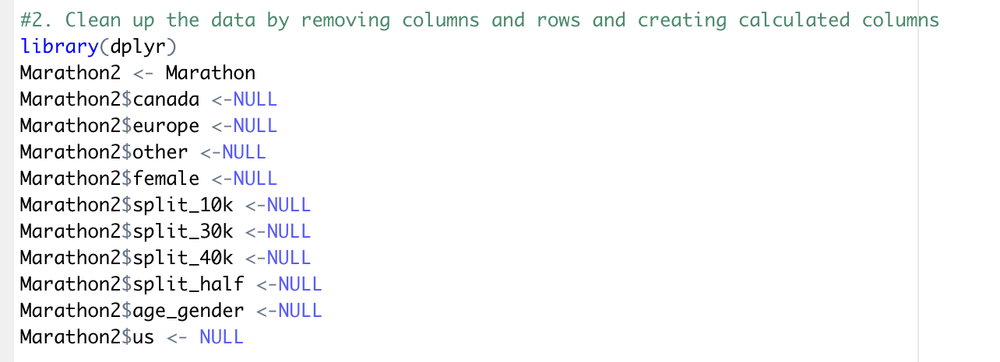 #2. Clean up the data by removing columns and rows and creating calculated columns
library(dplyr)
Marathon2 <- Marathon
Marathon2$canada <-NULL
Marathon2$europe <-NULL
Marathon2$other <-NULL
Marathon2$female <-NULL
Marathon2$split_10k <-NULL
Marathon2$split_30k <-NULL
Marathon2$split_40k <-NULL
Marathon2$split_half <-NULL
Marathon2$age_gender <-NULL
Marathon2$us <- NULL